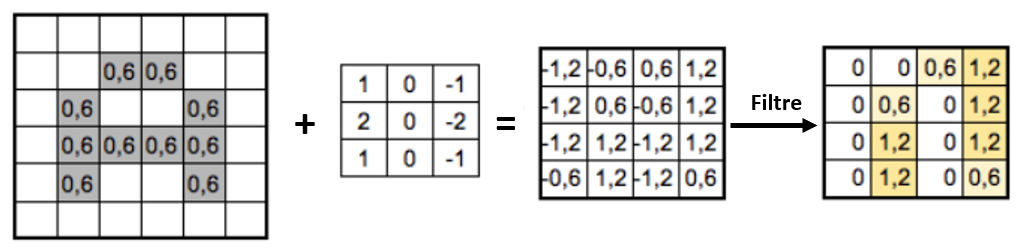 0,6 0,6
0,6 0,6
0,6 0,6 0,6 0,6
0,6 0,6
+
1 0 -1
2 0 -2
1 0 -1
=
-1,2 -0,6 0,6 1,2
-1,2 0,6 -0,6 1,2
-1,2 1,2 -1,2 1,2
-0,6 1,2 -1,2 0,6
Filtre
0 0 0,6 1,2
0 0,6 0 1,2
0 1,2 0 1,2
0 1,2 0 0,6